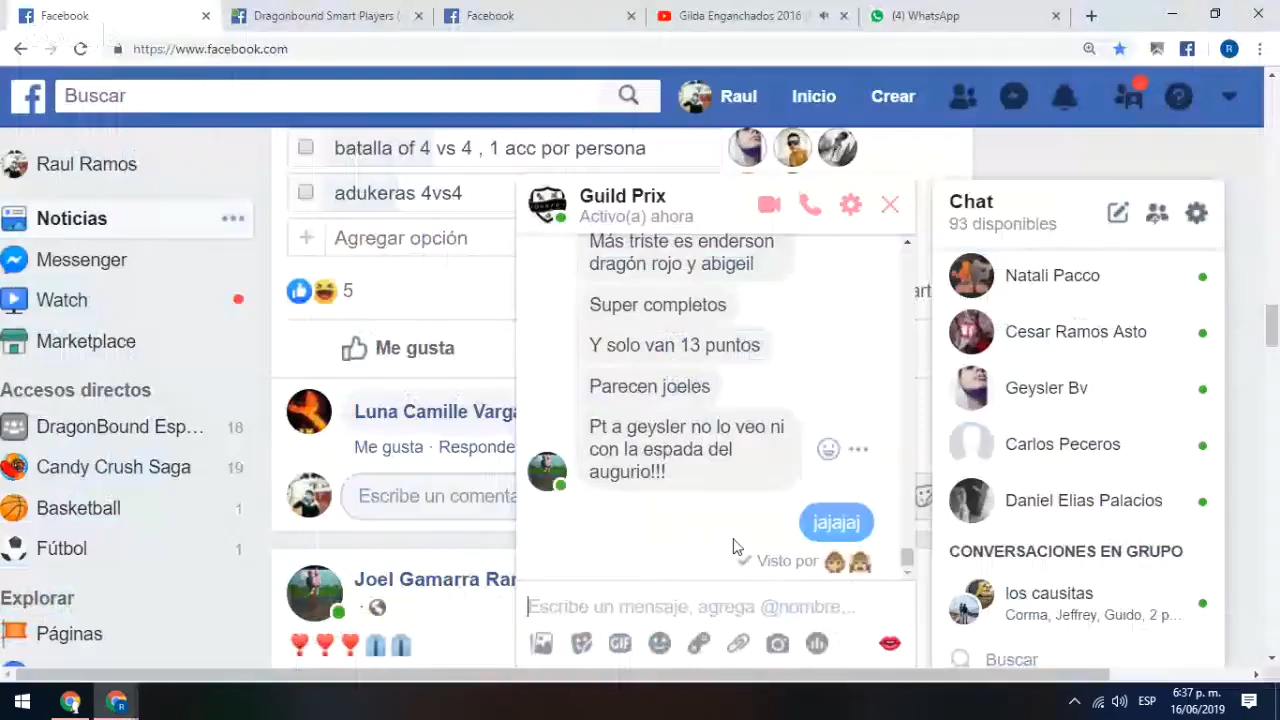 Facebook
Dragonbound Smart Players
Facebook
Gilda Enganchados 2016
(4) WhatsApp
https://www.facebook.com
Buscar
Raul
Inicio
Crear
Raul Ramos
Noticias
Messenger
Watch
Marketplace
Accesos directos
DragonBound Esp... 18
Candy Crush Saga 19
Basketball 1
Fútbol 1
Explorar
Páginas
batalla of 4 vs 4 , 1 acc por persona
adukeras 4vs4
+ Agregar opción
5
Me gusta
Luna Camille Varga
Me gusta · Responde
Escribe un comenta
Joel Gamarra Ra
Guild Prix
Activo(a) ahora
Más triste es enderson
dragón rojo y abigeil
Super completos
Y solo van 13 puntos
Parecen joeles
Pt a geysler no lo veo ni
con la espada del
augurio!!!
jajajaj
Visto por
Escribe un mensaje, agrega @nombre,..
GIF
Chat
93 disponibles
Natali Pacco
Cesar Ramos Asto
Geysler Bv
Carlos Peceros
Daniel Elias Palacios
CONVERSACIONES EN GRUPO
los causitas
Corma, Jeffrey, Guido, 2 p...
Buscar
ESP
6:37 p. m.
16/06/2019